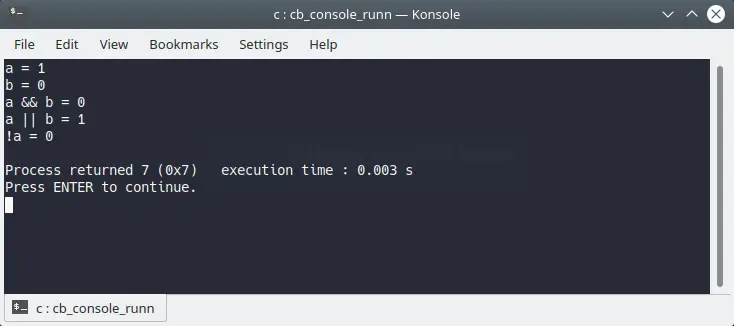 c : cb_console_runn — Konsole
File Edit View Bookmarks Settings Help
a = 1
b = 0
a && b = 0
a || b = 1
!a = 0
Process returned 7 (0x7)   execution time : 0.003 s
Press ENTER to continue.
c : cb_console_runn